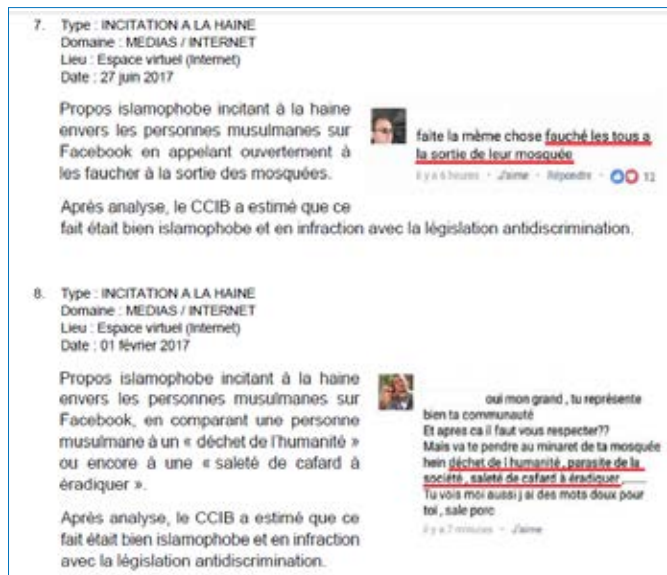 7. Type : INCITATION A LA HAINE
Domaine : MEDIAS / INTERNET
Lieu : Espace virtuel (Internet)
Date : 27 juin 2017
Propos islamophobe incitant à la haine
envers les personnes musulmanes sur
Facebook en appelant ouvertement à
les faucher à la sortie des mosquées.
faite la mème chose fauché les tous a
la sortie de leur mosquée
il y a 6 heures · J'aime · Répondre · 12
Après analyse, le CCIB a estimé que ce
fait était bien islamophobe et en infraction avec la législation antidiscrimination.
8. Type : INCITATION A LA HAINE
Domaine : MEDIAS / INTERNET
Lieu : Espace virtuel (Internet)
Date : 01 février 2017
Propos islamophobe incitant à la haine
envers les personnes musulmanes sur
Facebook, en comparant une personne
musulmane à un « déchet de l'humanité »
ou encore à une « saleté de cafard à
éradiquer ».
Après analyse, le CCIB a estimé que ce
fait était bien islamophobe et en infraction
avec la législation antidiscrimination.
oui mon grand , tu représente
bien ta communauté
Et apres ca il faut vous respecter??
Mais va te pendre au minaret de ta mosquée
hein déchet de l humanité , parasite de la
société , saleté de cafard à éradiquer ,
Tu vois moi aussi j ai des mots doux pour
toi , sale porc
il y a 7 minutes · J'aime